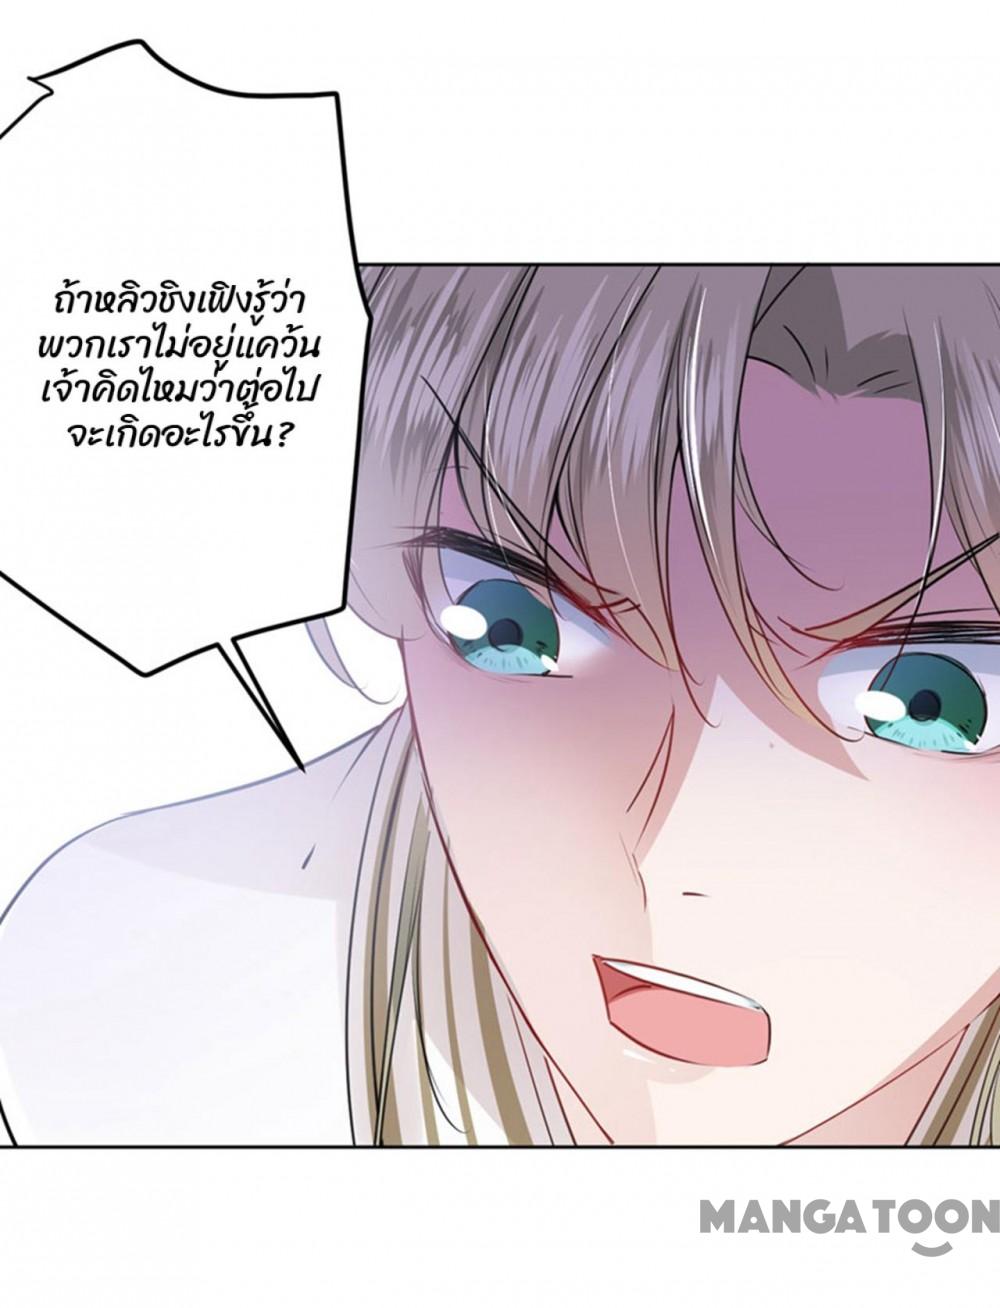 ถ้าหลิวชิงเฟิงรู้ว่า
พวกเราไม่อยู่แคว้น
เจ้าคิดไหมว่าต่อไป
จะเกิดอะไรขึ้น?
MANGATOON